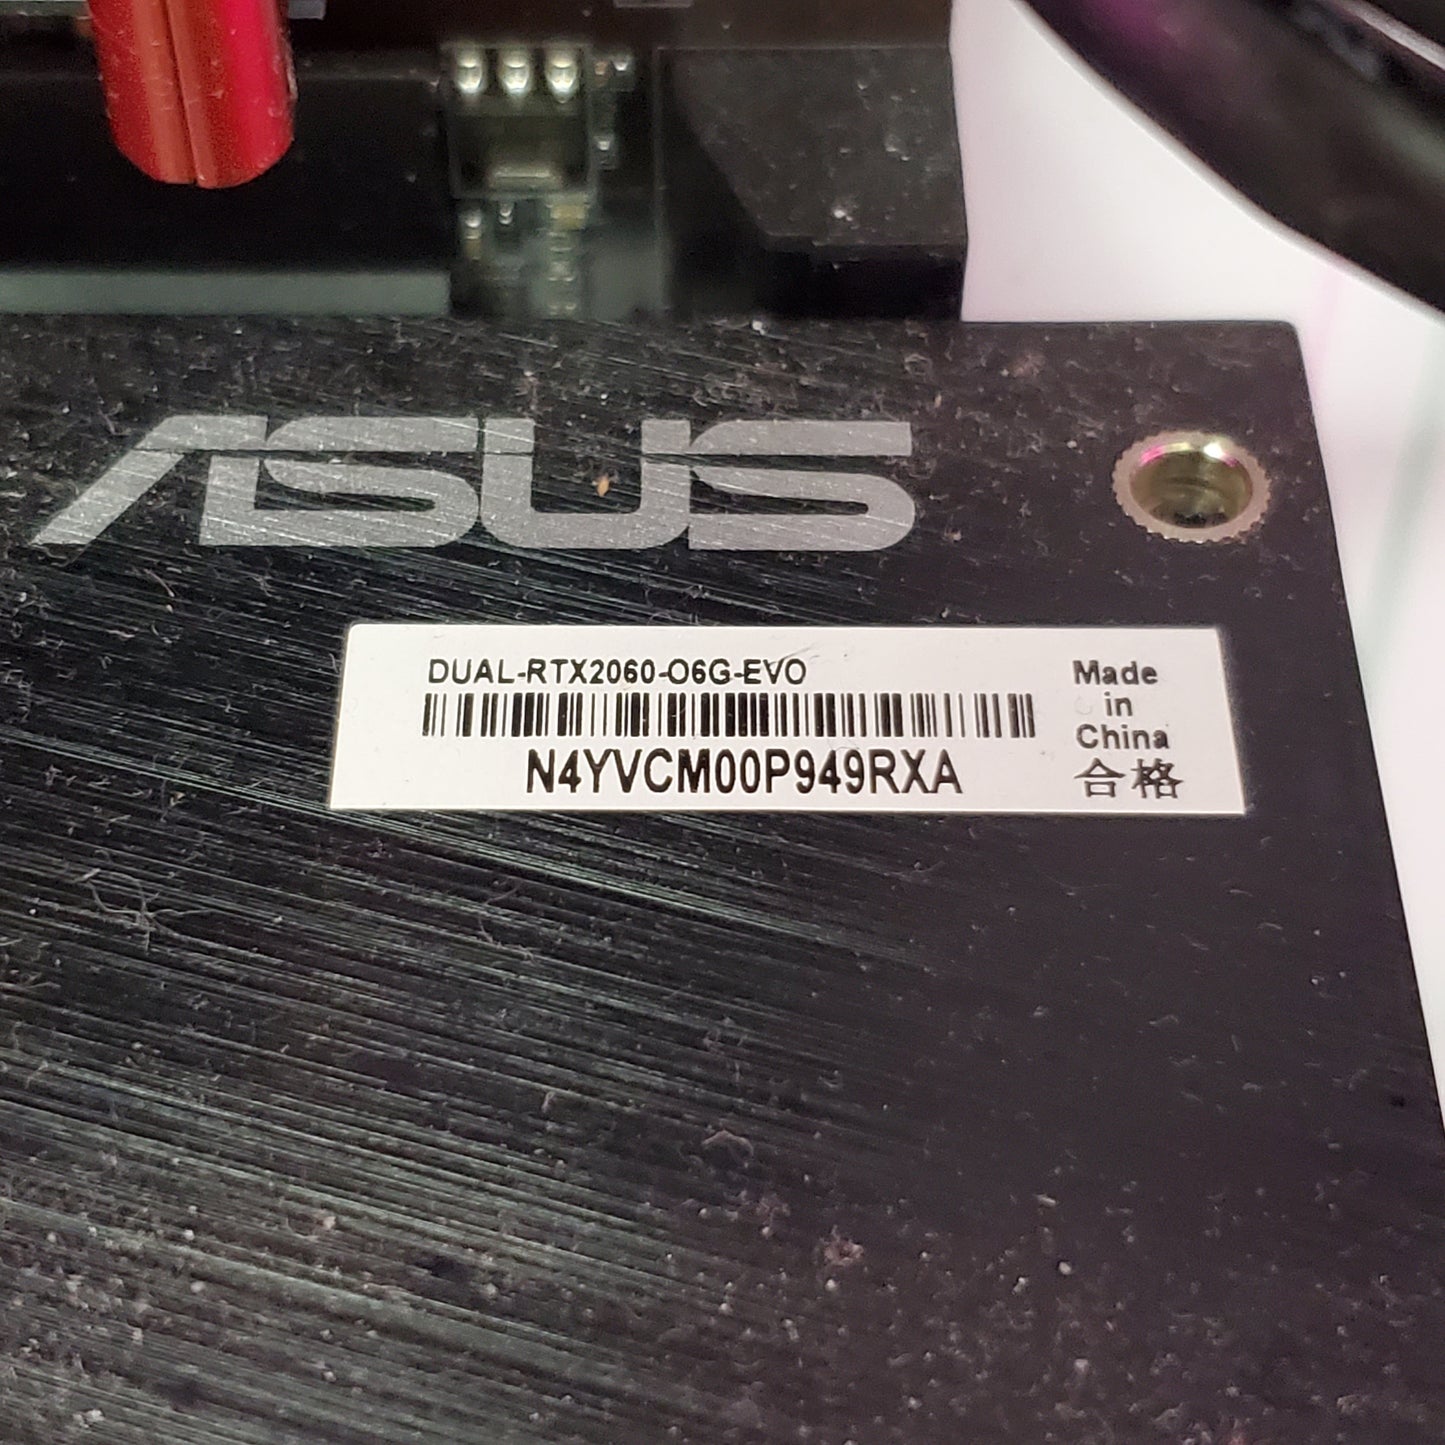 ASUS
DUAL-RTX2060-O6G-EVO
N4YVCM00P949RXA
Made
in
China
合格